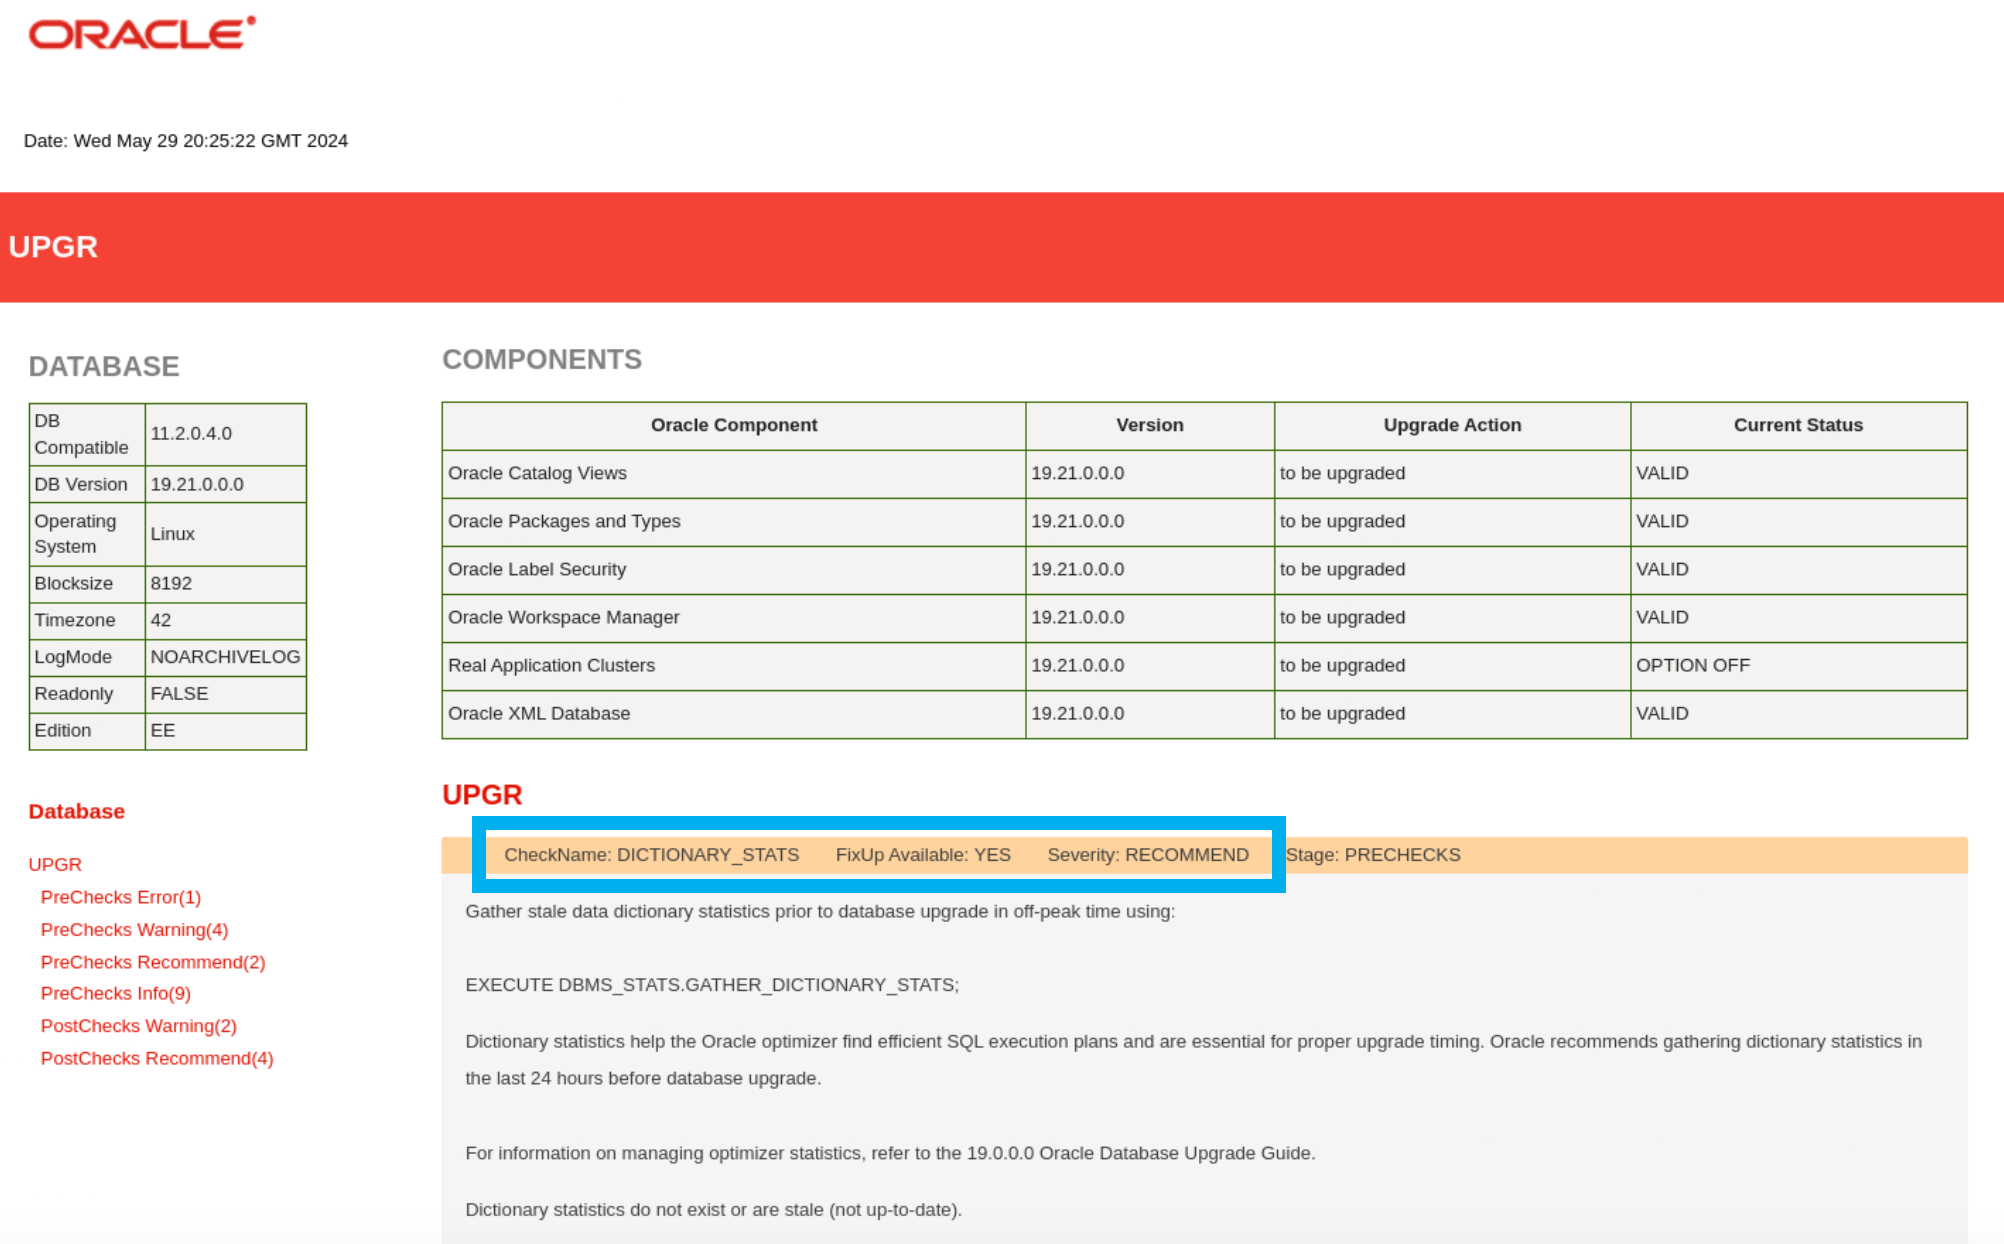 ORACLE
Date: Wed May 29 20:25:22 GMT 2024
UPGR
DATABASE
DB Compatible 11.2.0.4.0
DB Version 19.21.0.0.0
Operating System Linux
Blocksize 8192
Timezone 42
LogMode NOARCHIVELOG
Readonly FALSE
Edition EE
Database
UPGR
PreChecks Error(1)
PreChecks Warning(4)
PreChecks Recommend(2)
PreChecks Info(9)
PostChecks Warning(2)
PostChecks Recommend(4)
COMPONENTS
Oracle Component Version Upgrade Action Current Status
Oracle Catalog Views 19.21.0.0.0 to be upgraded VALID
Oracle Packages and Types 19.21.0.0.0 to be upgraded VALID
Oracle Label Security 19.21.0.0.0 to be upgraded VALID
Oracle Workspace Manager 19.21.0.0.0 to be upgraded VALID
Real Application Clusters 19.21.0.0.0 to be upgraded OPTION OFF
Oracle XML Database 19.21.0.0.0 to be upgraded VALID
UPGR
CheckName: DICTIONARY_STATS FixUp Available: YES Severity: RECOMMEND Stage: PRECHECKS
Gather stale data dictionary statistics prior to database upgrade in off-peak time using:
EXECUTE DBMS_STATS.GATHER_DICTIONARY_STATS;
Dictionary statistics help the Oracle optimizer find efficient SQL execution plans and are essential for proper upgrade timing. Oracle recommends gathering dictionary statistics in
the last 24 hours before database upgrade.
For information on managing optimizer statistics, refer to the 19.0.0.0 Oracle Database Upgrade Guide.
Dictionary statistics do not exist or are stale (not up-to-date).